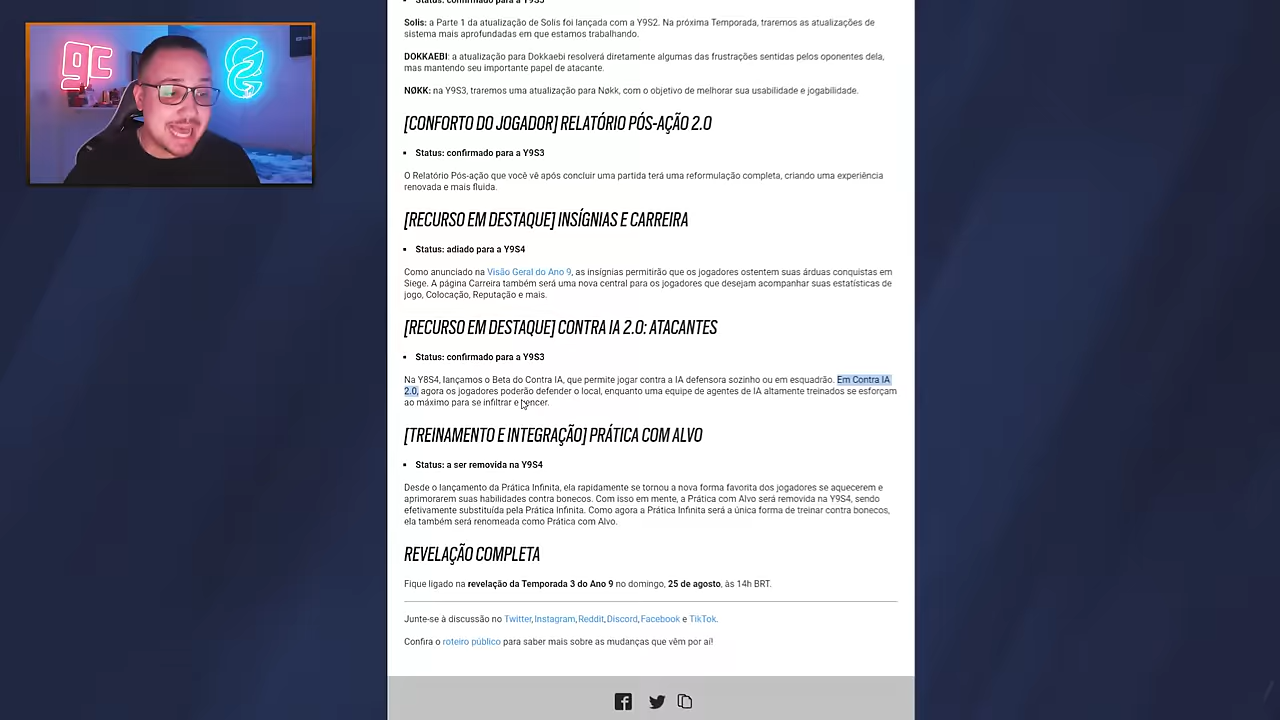 gc
Status: confirmado para a Y9S3
Solis: a Parte 1 da atualização de Solis foi lançada com a Y9S2. Na próxima Temporada, traremos as atualizações de
sistema mais aprofundadas em que estamos trabalhando.
DOKKAEBI: a atualização para Dokkaebi resolverá diretamente algumas das frustrações sentidas pelos oponentes dela,
mas mantendo seu importante papel de atacante.
NØKK: na Y9S3, traremos uma atualização para Nøkk, com o objetivo de melhorar sua usabilidade e jogabilidade.
[CONFORTO DO JOGADOR] RELATÓRIO PÓS-AÇÃO 2.0
Status: confirmado para a Y9S3
O Relatório Pós-ação que você vê após concluir uma partida terá uma reformulação completa, criando uma experiência
renovada e mais fluida.
[RECURSO EM DESTAQUE] INSÍGNIAS E CARREIRA
Status: adiado para a Y9S4
Como anunciado na Visão Geral do Ano 9, as insígnias permitirão que os jogadores ostentem suas árduas conquistas em
Siege. A página Carreira também será uma nova central para os jogadores que desejam acompanhar suas estatísticas de
jogo, Colocação, Reputação e mais.
[RECURSO EM DESTAQUE] CONTRA IA 2.0: ATACANTES
Status: confirmado para a Y9S3
Na Y8S4, lançamos o Beta do Contra IA, que permite jogar contra a IA defensora sozinho ou em esquadrão. Em Contra IA
2.0, agora os jogadores poderão defender o local, enquanto uma equipe de agentes de IA altamente treinados se esforçam
ao máximo para se infiltrar e vencer.
[TREINAMENTO E INTEGRAÇÃO] PRÁTICA COM ALVO
Status: a ser removida na Y9S4
Desde o lançamento da Prática Infinita, ela rapidamente se tornou a nova forma favorita dos jogadores se aquecerem e
aprimorarem suas habilidades contra bonecos. Com isso em mente, a Prática com Alvo será removida na Y9S4, sendo
efetivamente substituída pela Prática Infinita. Como agora a Prática Infinita será a única forma de treinar contra bonecos,
ela também será renomeada como Prática com Alvo.
REVELAÇÃO COMPLETA
Fique ligado na revelação da Temporada 3 do Ano 9 no domingo, 25 de agosto, às 14h BRT.
Junte-se à discussão no Twitter, Instagram, Reddit, Discord, Facebook e TikTok.
Confira o roteiro público para saber mais sobre as mudanças que vêm por aí!